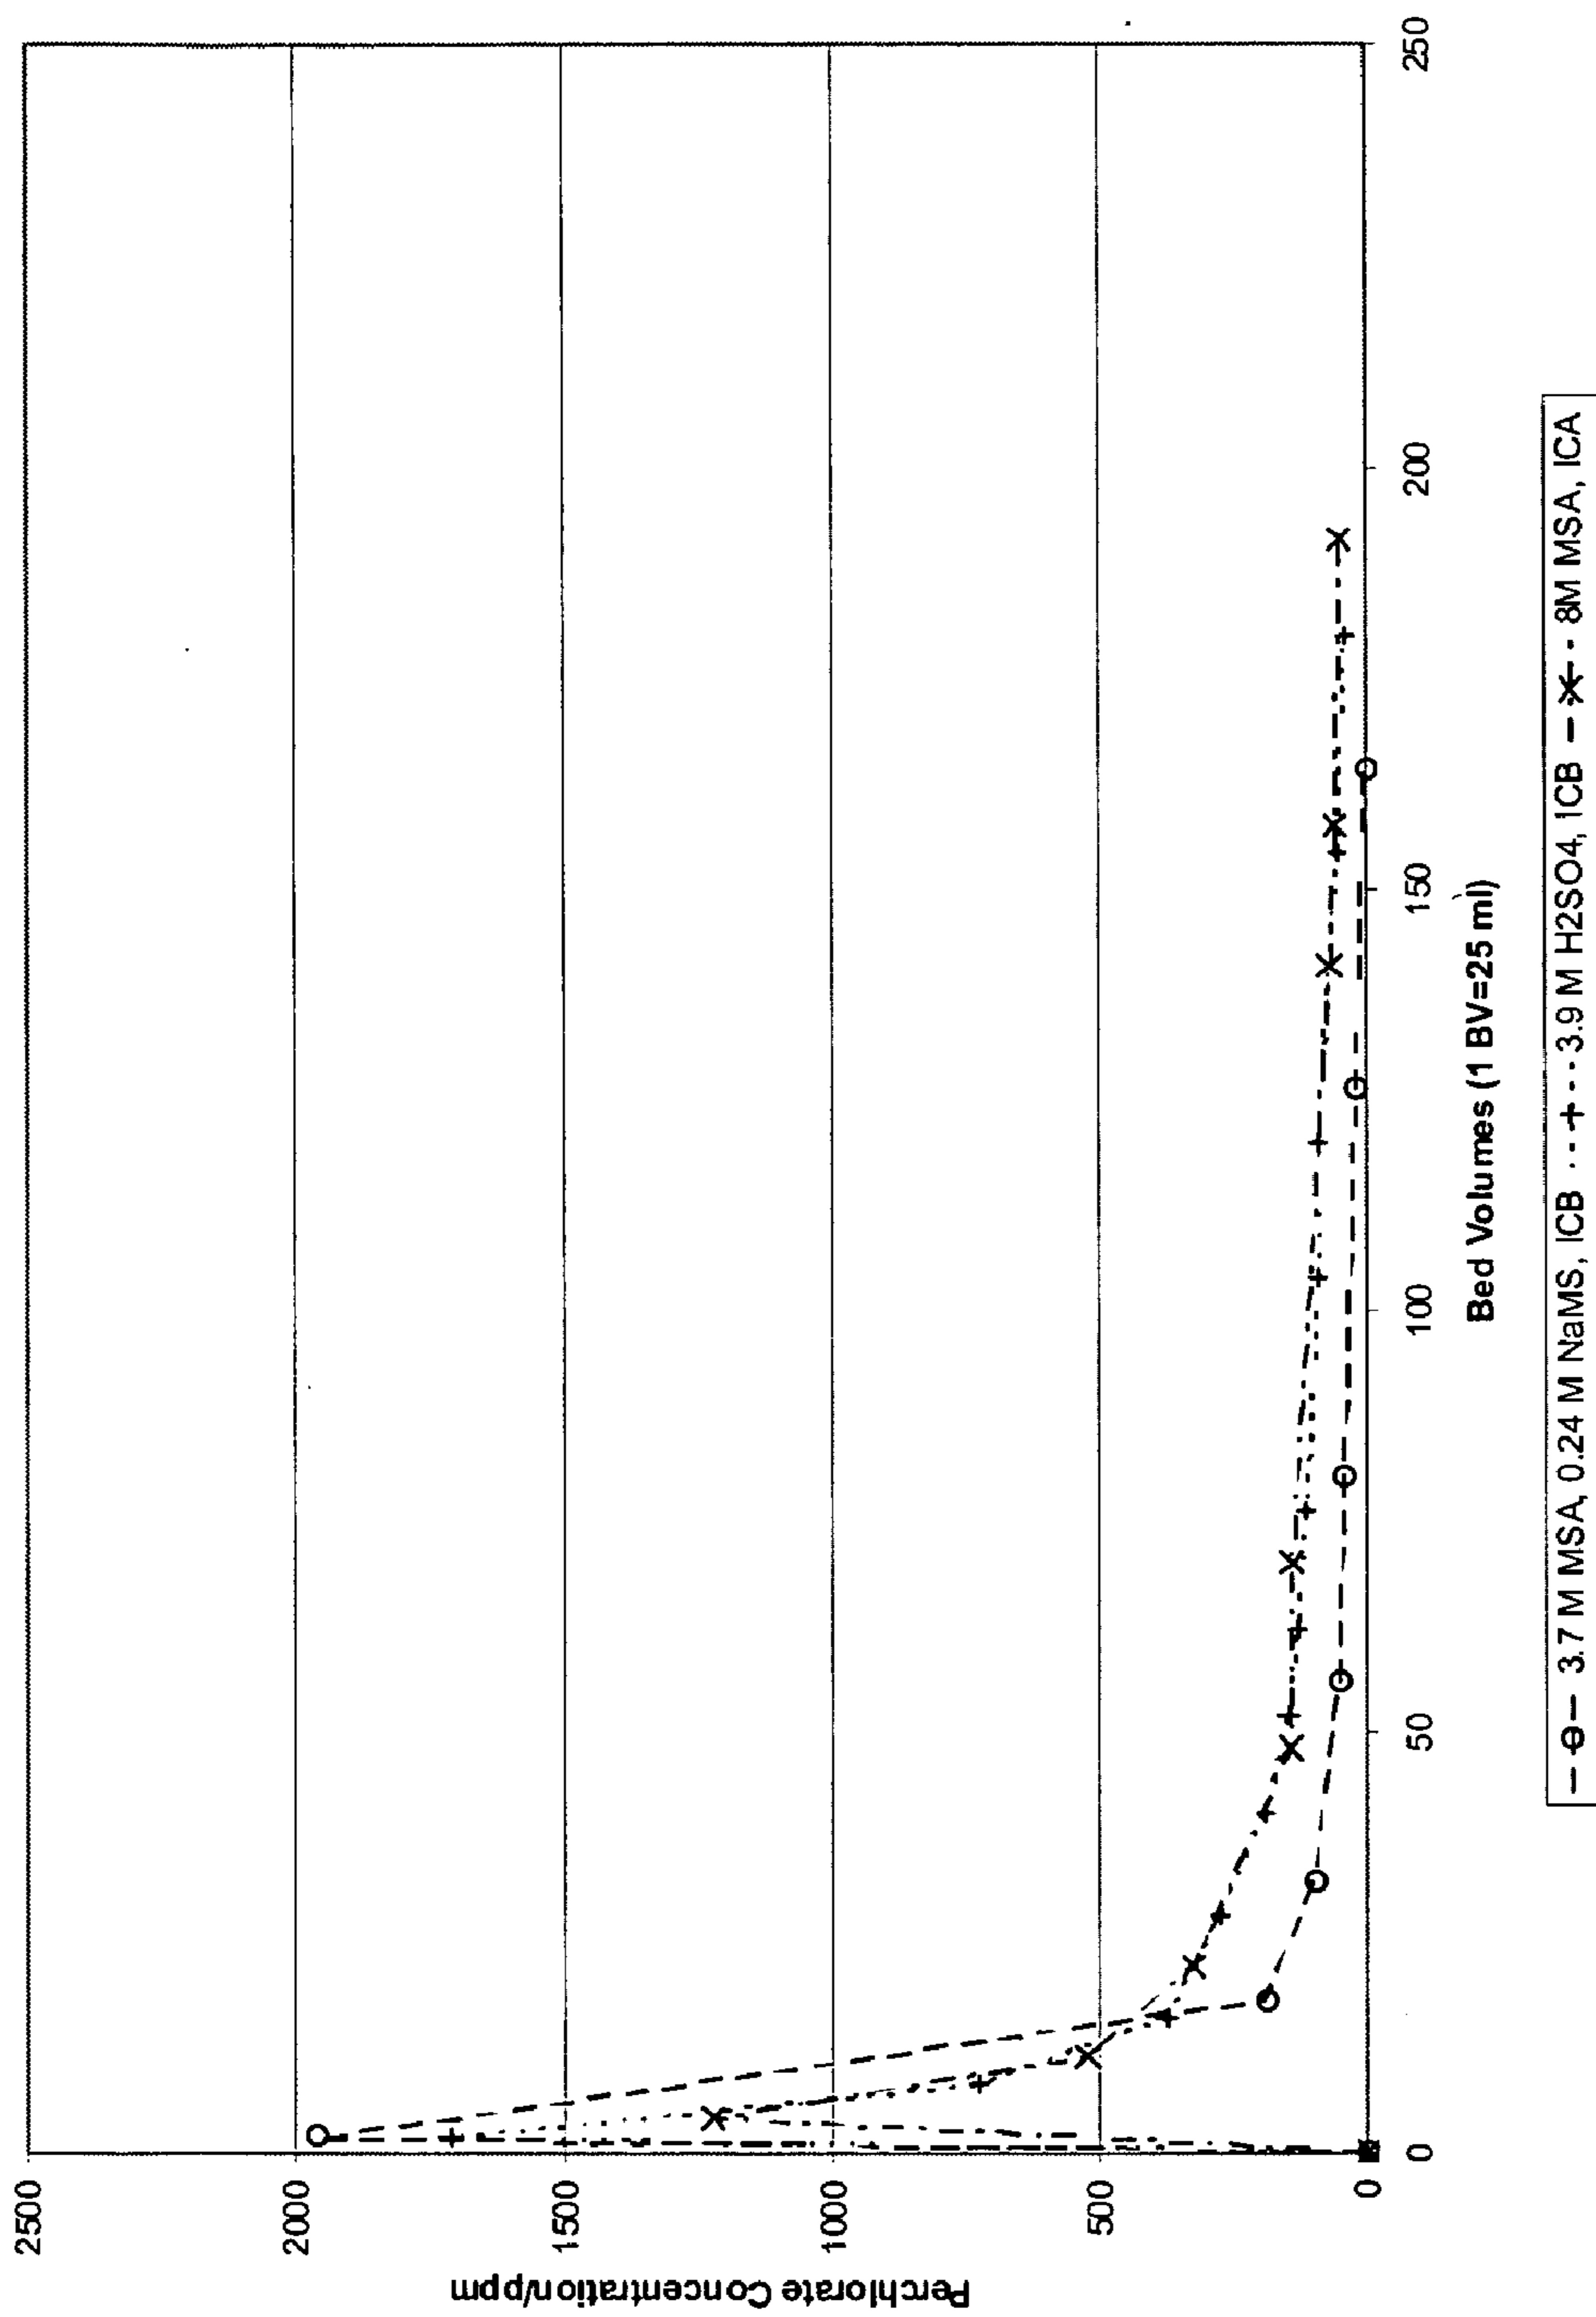 Perchlorate Concentration/ppm
2500
2000
1500
1000
500
0
0
50
100
150
200
250
Bed Volumes (1 BV=25 ml)
3.7 M MSA, 0.24 M NaMS, ICB
3.9 M H2SO4, ICB
8M MSA, ICA